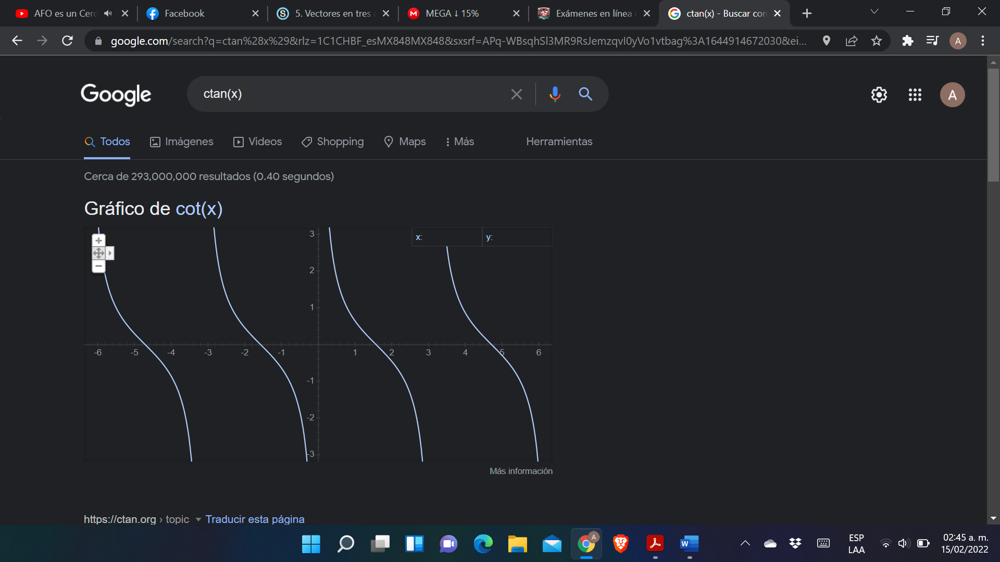 AFO es un Cerd
Facebook
5. Vectores en tres
MEGA ↓ 15%
Exámenes en línea
ctan(x) - Buscar con
google.com/search?q=ctan%28x%29&rlz=1C1CHBF_esMX848MX848&sxsrf=APq-WBsqhSl3MR9RsJemzqvI0yVo1vtbag%3A1644914672030&ei...
A
Google
ctan(x)
A
Todos
Imágenes
Videos
Shopping
Maps
Más
Herramientas
Cerca de 293,000,000 resultados (0.40 segundos)
Gráfico de cot(x)
x:
y:
+
−
3
2
1
-6 -5 -4 -3 -2 -1 1 2 3 4 5 6
-1
-2
-3
Más información
https://ctan.org › topic
Traducir esta página
A
W
ESP
LAA
02:45 a. m.
15/02/2022